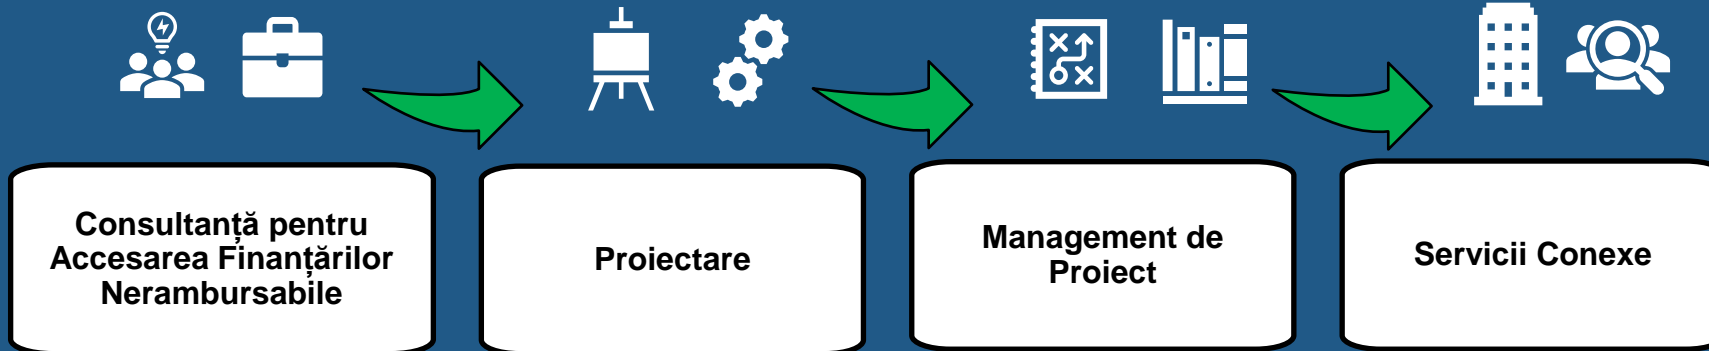 Consultanță pentru
Accesarea Finanțărilor
Nerambursabile
Proiectare
Management de
Proiect
Servicii Conexe